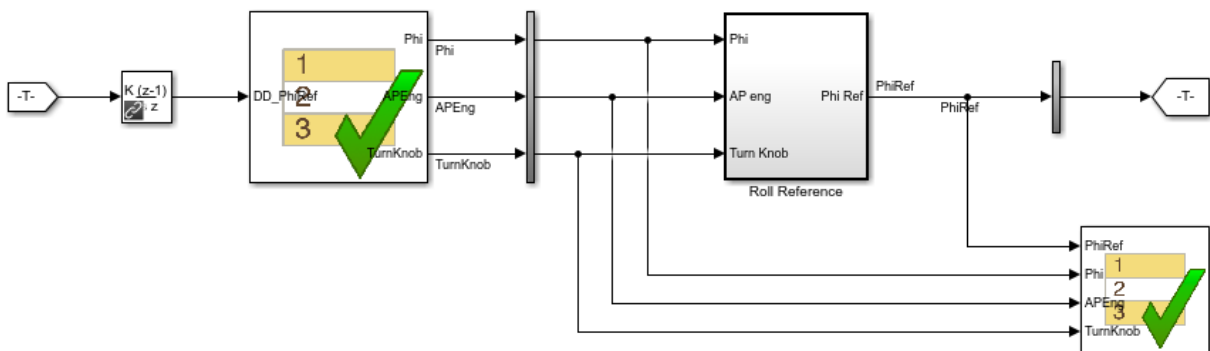 -T-
K (z-1)
z
DD_PhiRef
1
2
3
Phi
APEng
TurnKnob
Phi
APEng
TurnKnob
Phi
AP eng
Turn Knob
Phi Ref
Roll Reference
PhiRef
PhiRef
-T-
PhiRef
Phi
APEng
TurnKnob
1
2
3